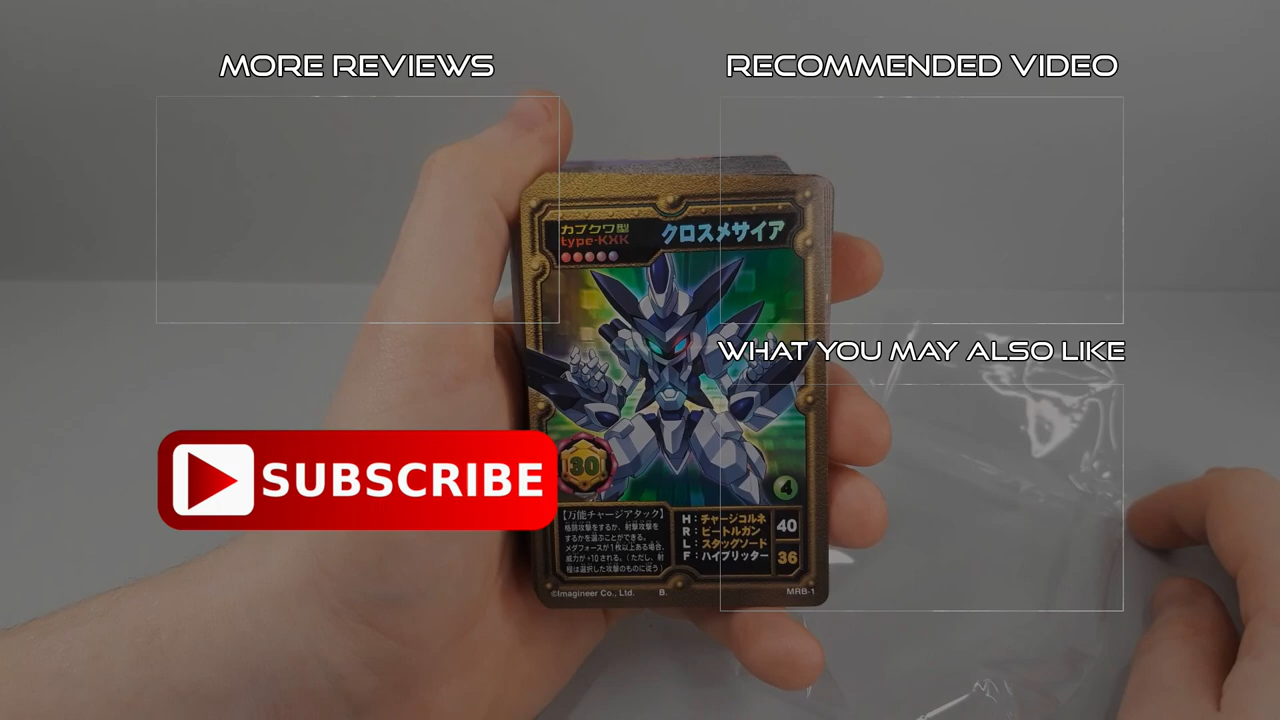 MORE REVIEWS
RECOMMENDED VIDEO
カブクワ型
type-KXK
クロスメサイア
WHAT YOU MAY ALSO LIKE
SUBSCRIBE
30
4
【万能チャージアタック】
格闘攻撃をするか、射撃攻撃を
するかを選ぶことができる。
メダフォースが1枚以上ある場合、
威力が+10される。(ただし、射
程は選択した攻撃のものに従う)
H:チャージコルネ
R:ビートルガン
L:スタッグソード
F:ハイブリッター
40
36
©Imagineer Co., Ltd.
B.
MRB-1